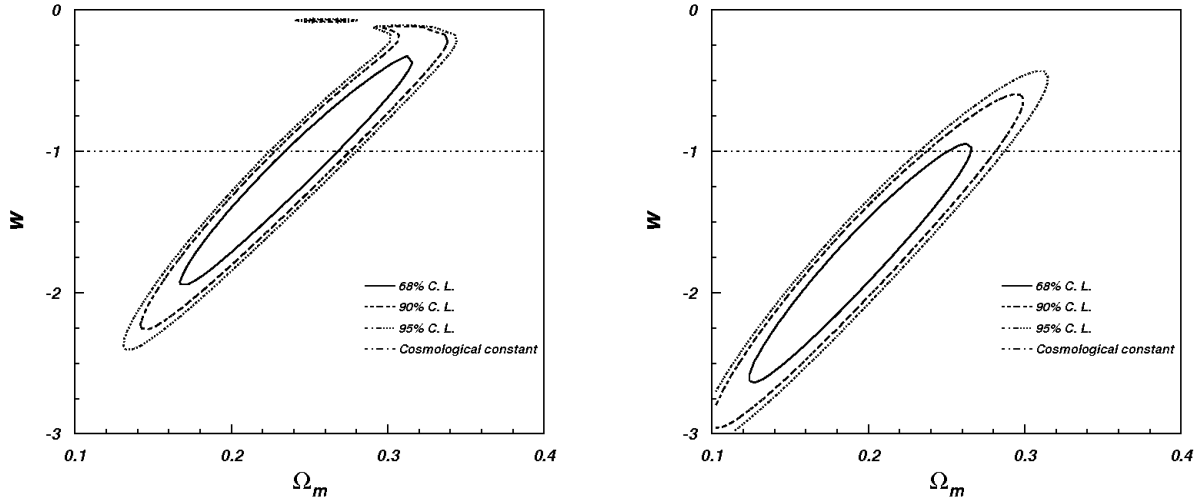 0
-1
-2
-3
w
0.1 0.2 0.3 0.4
Ωm
68% C. L.
90% C. L.
95% C. L.
Cosmological constant
0
-1
-2
-3
w
0.1 0.2 0.3 0.4
Ωm
68% C. L.
90% C. L.
95% C. L.
Cosmological constant